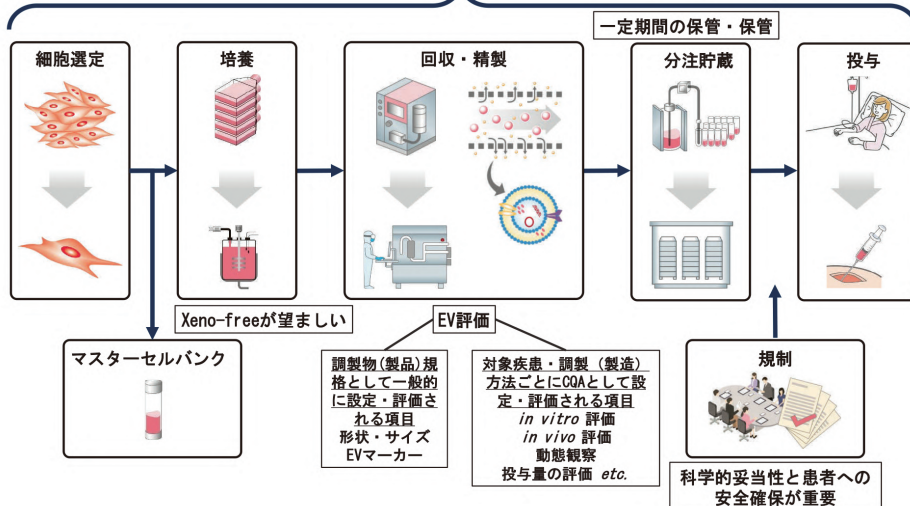 一定期間の保管・保管
細胞選定
培養
回収・精製
分注貯蔵
投与
Xeno-freeが望ましい
EV評価
マスターセルバンク
調製物(製品)規
格として一般的
に設定・評価さ
れる項目
形状・サイズ
EVマーカー
対象疾患・調製（製造）
方法ごとにCQAとして設
定・評価される項目
in vitro 評価
in vivo 評価
動態観察
投与量の評価 etc.
規制
科学的妥当性と患者への
安全確保が重要